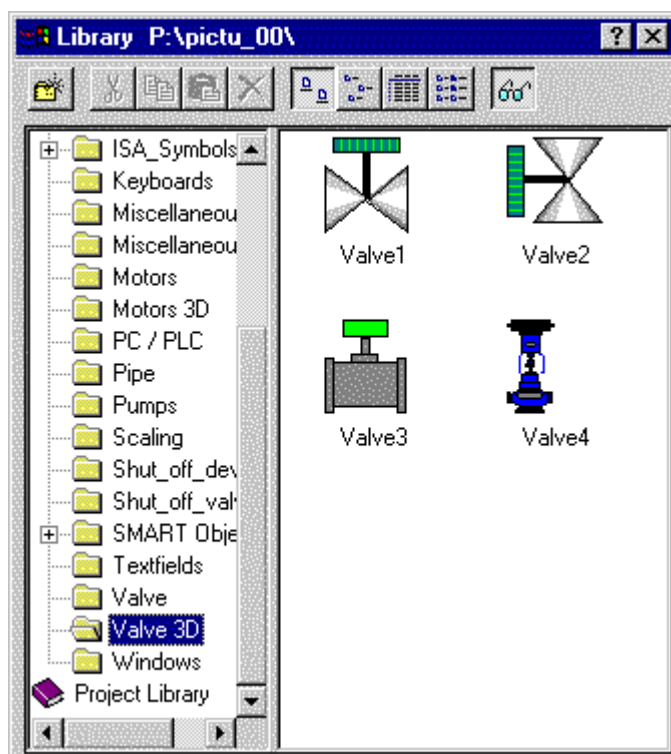 Library P:\pictu_00\
ISA_Symbols
Keyboards
Miscellaneou
Miscellaneou
Motors
Motors 3D
PC / PLC
Pipe
Pumps
Scaling
Shut_off_dev
Shut_off_val
SMART Obje
Textfields
Valve
Valve 3D
Windows
Project Library
Valve1
Valve2
Valve3
Valve4